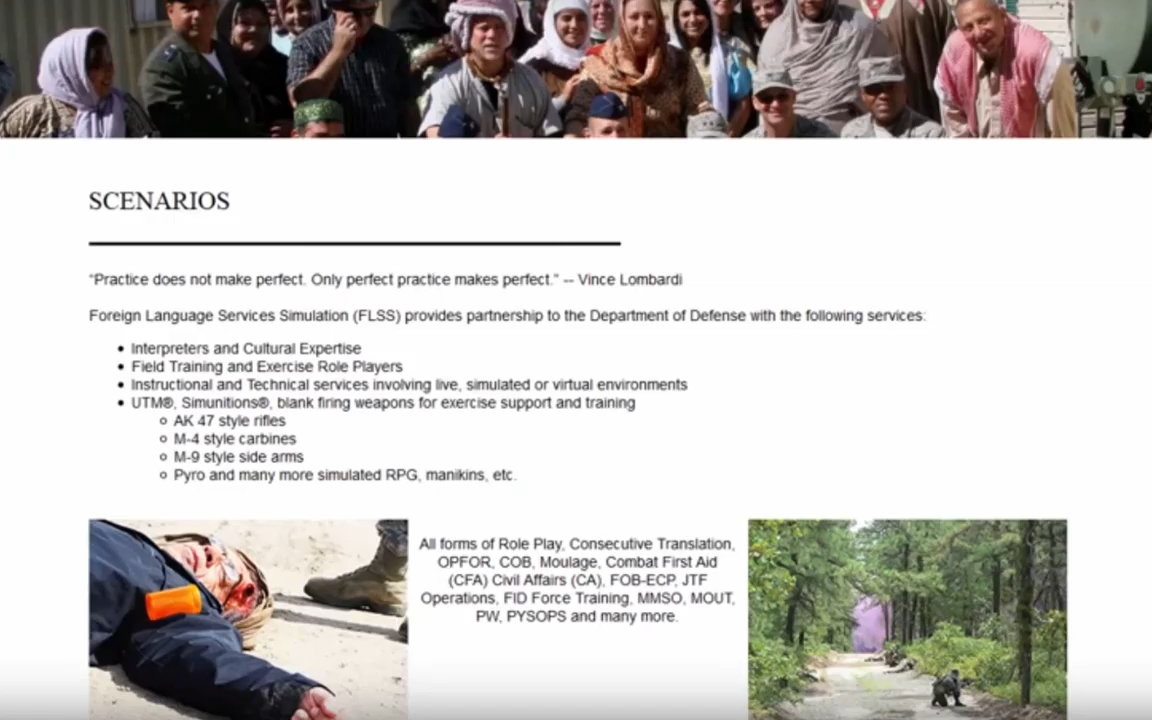 SCENARIOS
“Practice does not make perfect. Only perfect practice makes perfect.” -- Vince Lombardi
Foreign Language Services Simulation (FLSS) provides partnership to the Department of Defense with the following services:
• Interpreters and Cultural Expertise
• Field Training and Exercise Role Players
• Instructional and Technical services involving live, simulated or virtual environments
• UTM®, Simunitions®, blank firing weapons for exercise support and training
○ AK 47 style rifles
○ M-4 style carbines
○ M-9 style side arms
○ Pyro and many more simulated RPG, manikins, etc.
All forms of Role Play, Consecutive Translation,
OPFOR, COB, Moulage, Combat First Aid
(CFA) Civil Affairs (CA), FOB-ECP, JTF
Operations, FID Force Training, MMSO, MOUT,
PW, PYSOPS and many more.